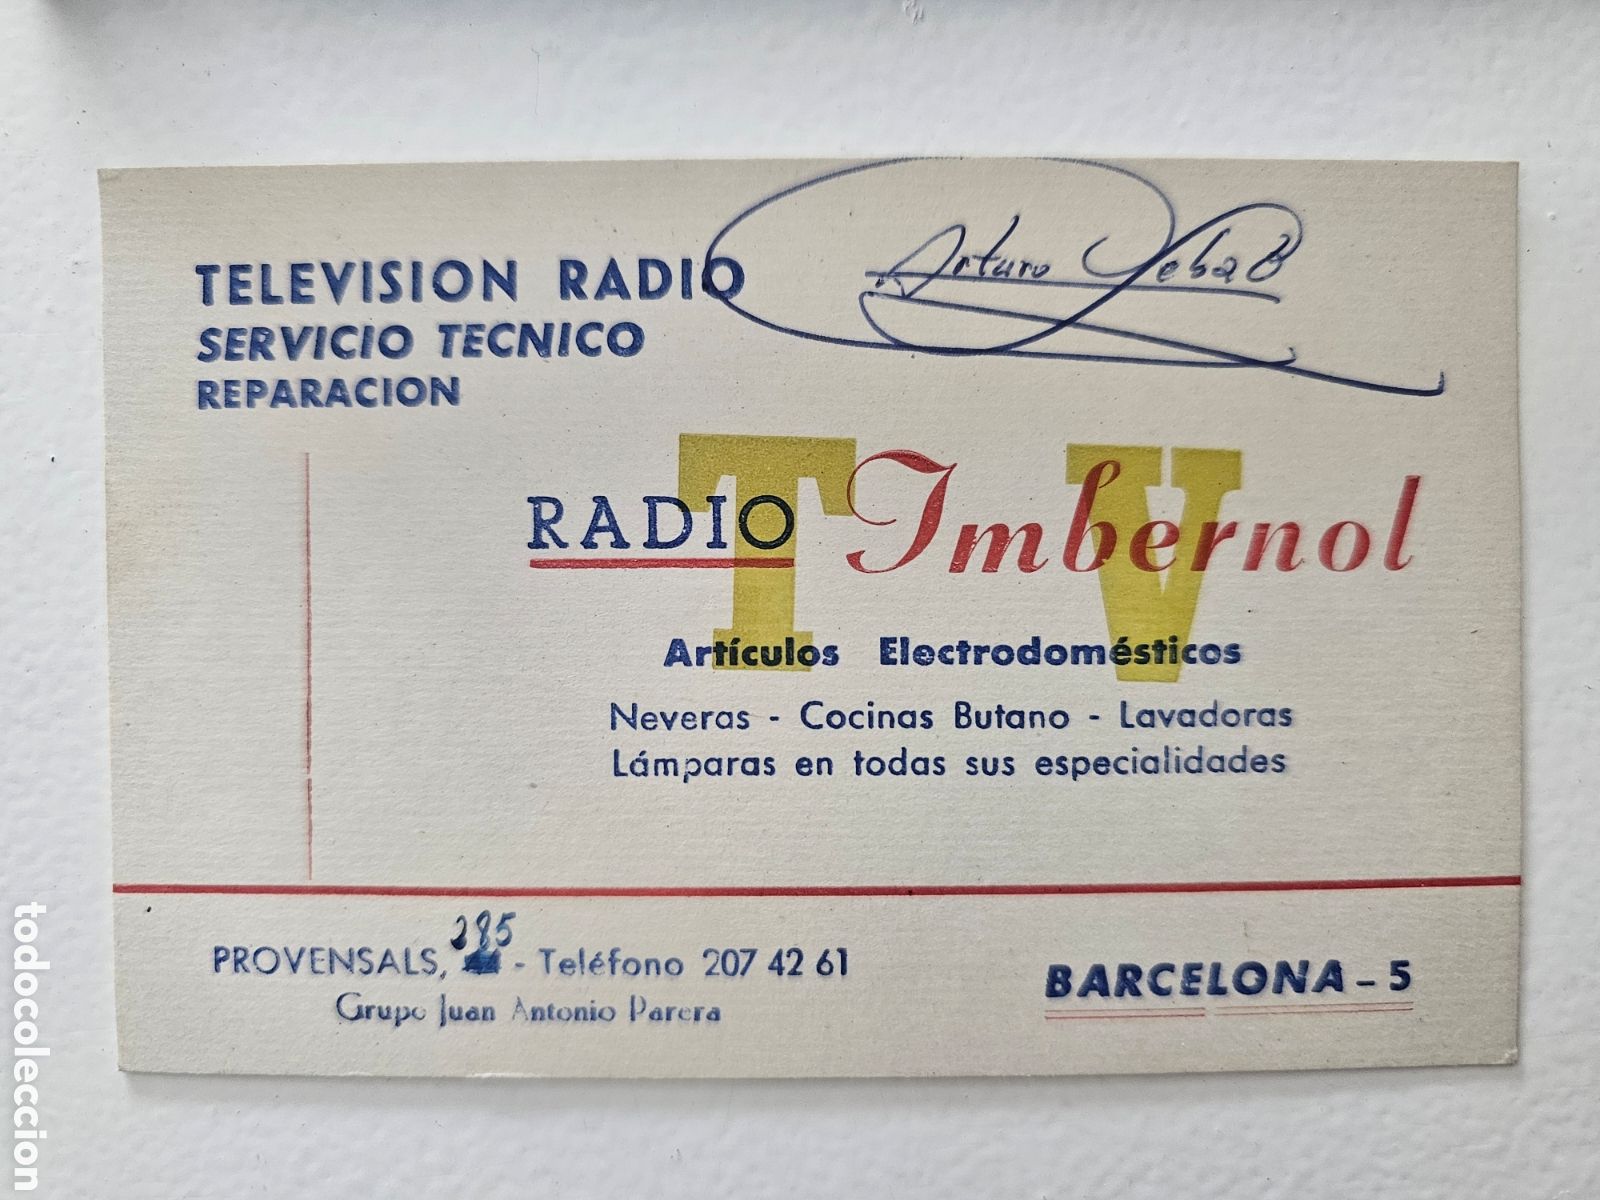 Arturo
TELEVISION RADIO
SERVICIO TECNICO
REPARACION
TV
RADIO Imbernol
Artículos Electrodomésticos
Neveras - Cocinas Butano - Lavadoras
Lámparas en todas sus especialidades
PROVENSALS, 285 - Teléfono 207 42 61
Grupo Juan Antonio Parera
BARCELONA - 5
todocoleccion